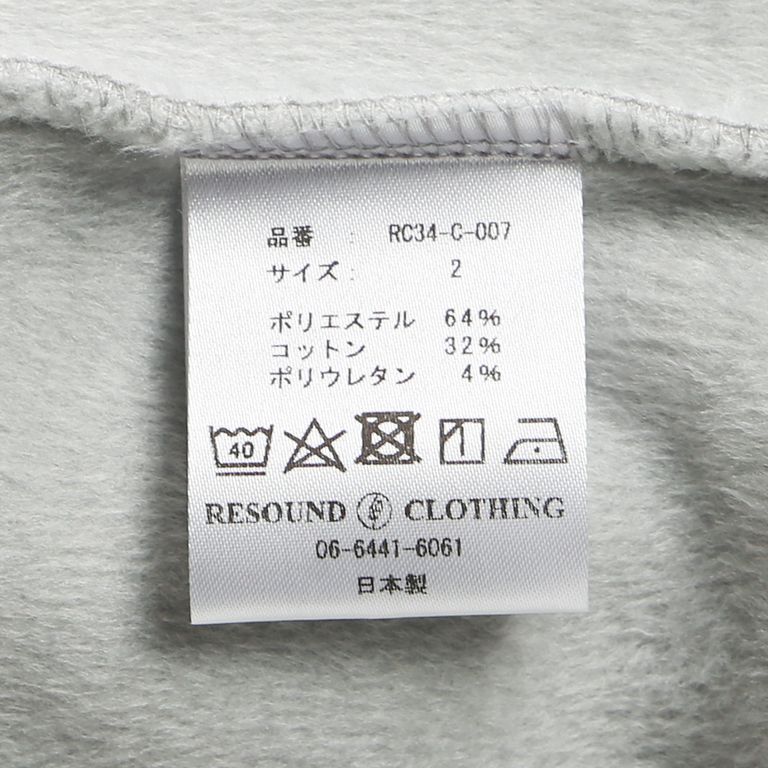 品番 : RC34-C-007
サイズ : 2
ポリエステル 64%
コットン 32%
ポリウレタン 4%
40
RESOUND CLOTHING
06-6441-6061
日本製